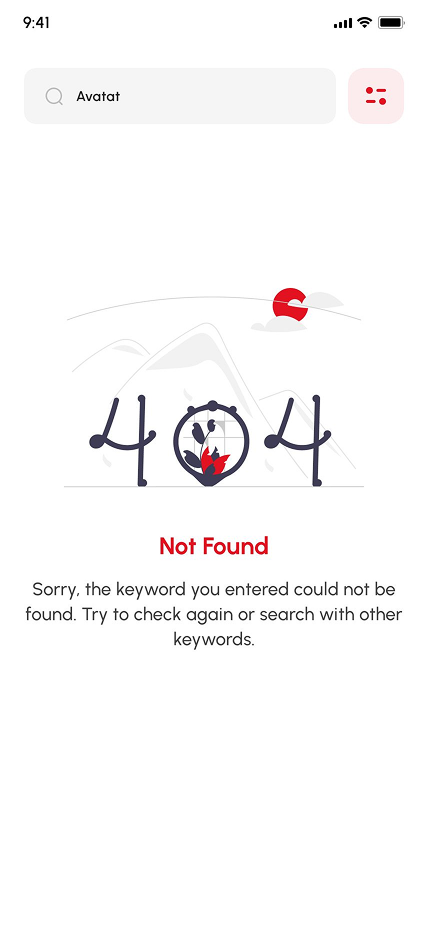 9:41
Avatat
404
Not Found
Sorry, the keyword you entered could not be
found. Try to check again or search with other
keywords.